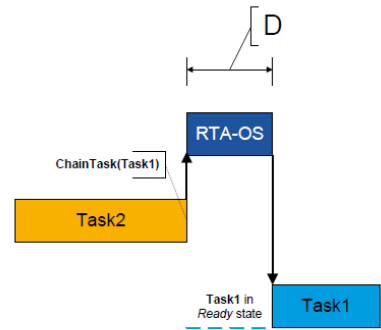 D
RTA-OS
ChainTask(Task1)
Task2
Task1 in
Ready state
Task1